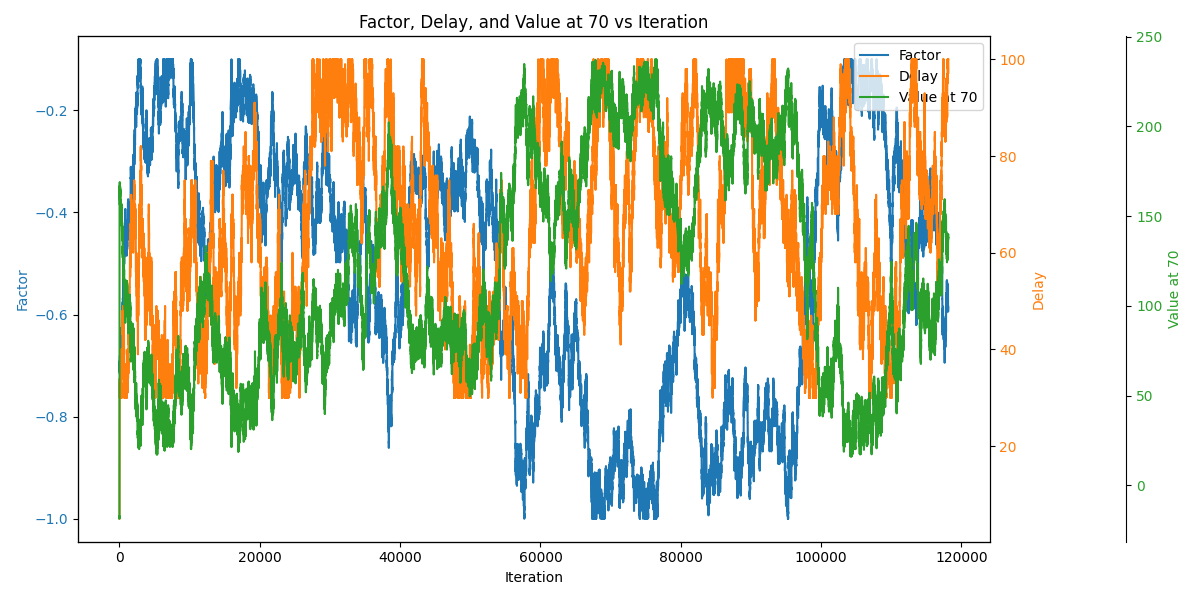 Factor, Delay, and Value at 70 vs Iteration
Factor
Delay
Value at 70
−0.2
−0.4
−0.6
−0.8
−1.0
Factor
0
20000
40000
60000
80000
100000
120000
Iteration
100
80
60
40
20
Delay
250
200
150
100
50
0
Value at 70